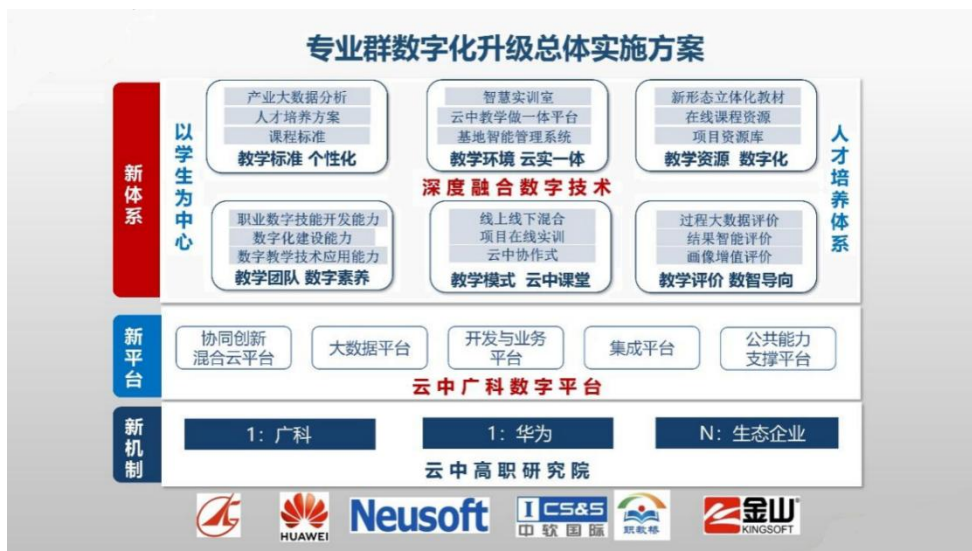 专业群数字化升级总体实施方案
新体系
以学生为中心
产业大数据分析
人才培养方案
课程标准
教学标准 个性化
智慧实训室
云中教学做一体平台
基地智能管理系统
教学环境 云实一体
新形态立体化教材
在线课程资源
项目资源库
教学资源 数字化
人才培养体系
深度融合数字技术
职业数字技能开发能力
数字化建设能力
数字教学技术应用能力
教学团队 数字素养
线上线下混合
项目在线实训
云中协作式
教学模式 云中课堂
过程大数据评价
结果智能评价
画像增值评价
教学评价 数智导向
新平台
协同创新
混合云平台
大数据平台
开发与业务
平台
集成平台
公共能力
支撑平台
云中广科数字平台
新机制
1：广科
1：华为
N：生态企业
云中高职研究院
HUAWEI
Neusoft
ICS&S
中软国际
职教桥
金山
KINGSOFT